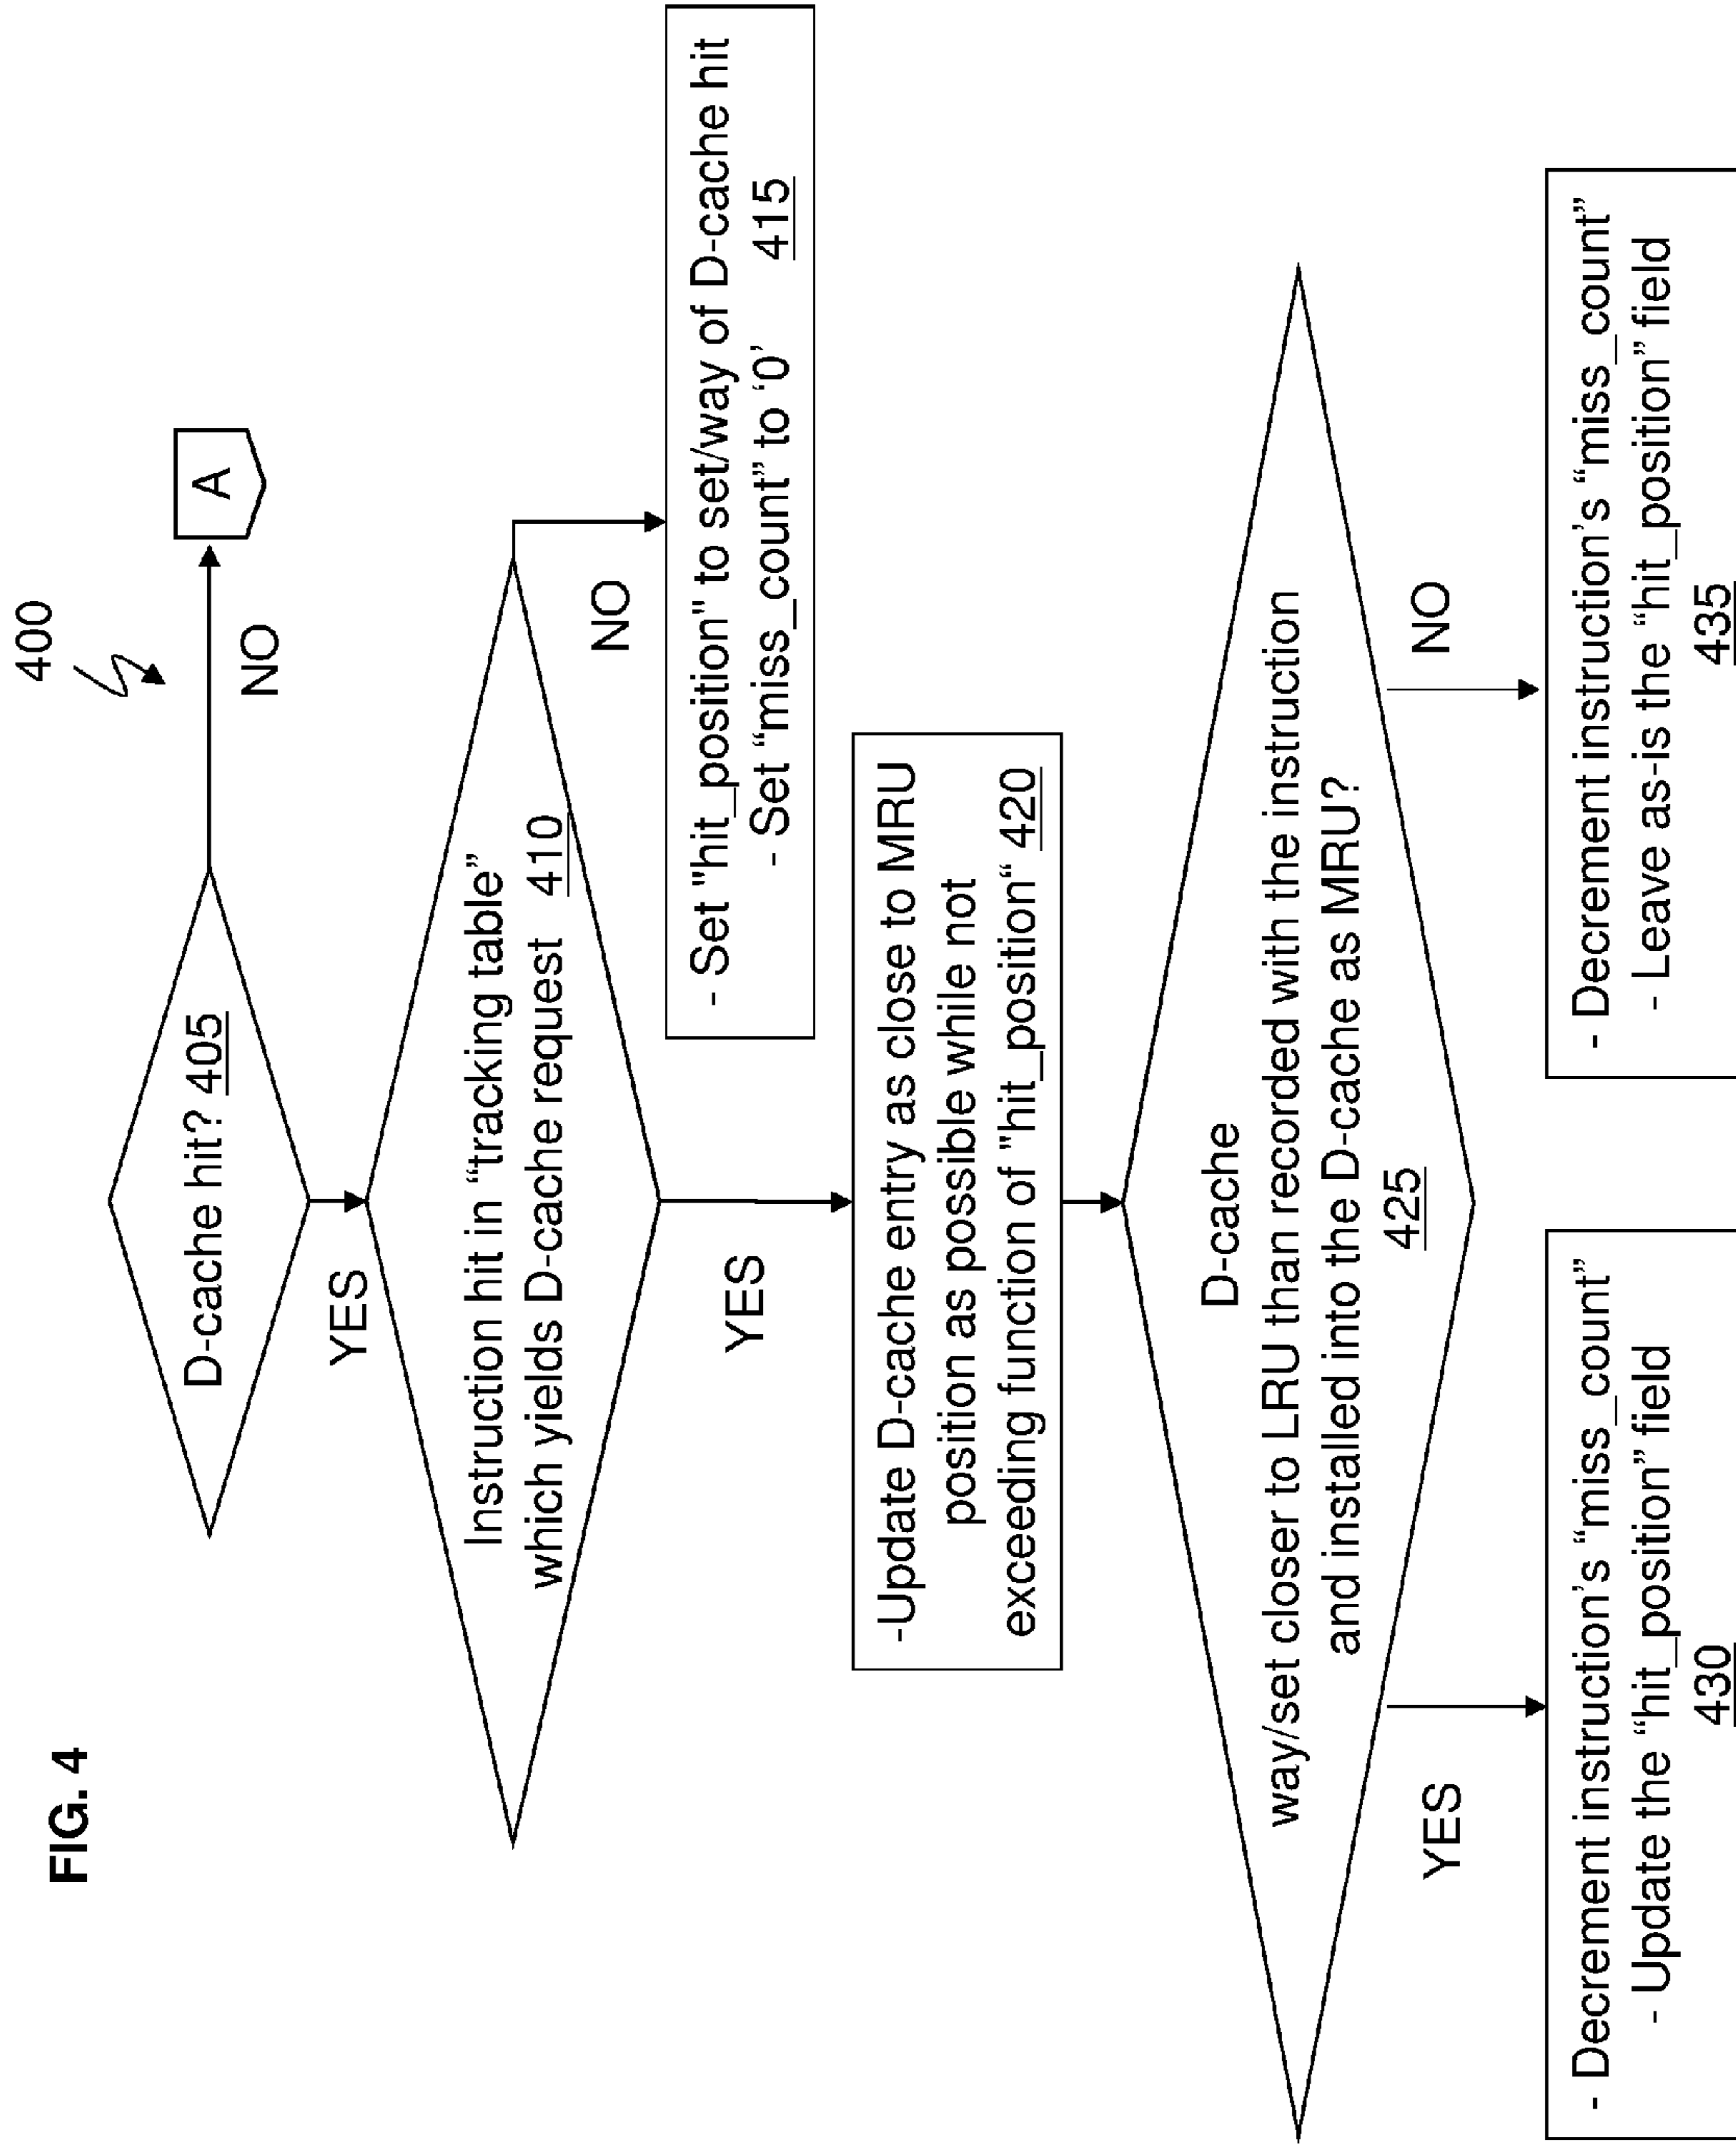 FIG. 4
400
D-cache hit? 405
NO
A
YES
Instruction hit in “tracking table”
which yields D-cache request 410
NO
- Set "hit_position" to set/way of D-cache hit
- Set “miss_count” to ‘0’ 415
YES
-Update D-cache entry as close to MRU
position as possible while not
exceeding function of "hit_position“ 420
D-cache
way/set closer to LRU than recorded with the instruction
and installed into the D-cache as MRU?
425
YES
NO
- Decrement instruction’s “miss_count”
- Update the “hit_position” field
430
- Decrement instruction’s “miss_count”
- Leave as-is the “hit_position” field
435